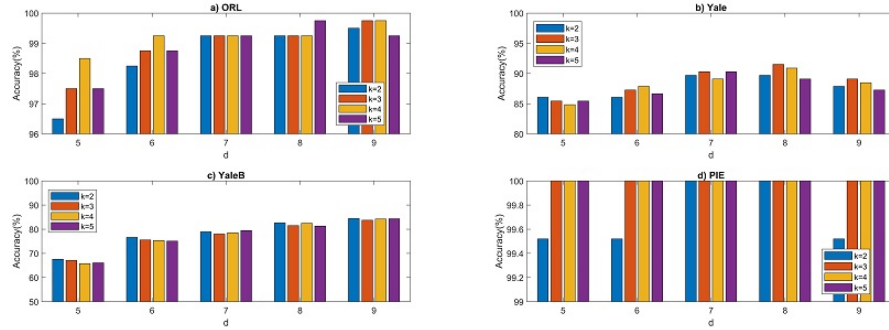 a) ORL
Accuracy(%)
100
99
98
97
96
k=2
k=3
k=4
k=5
5 6 7 8 9
d
b) Yale
Accuracy(%)
100
95
90
85
80
k=2
k=3
k=4
k=5
5 6 7 8 9
d
c) YaleB
Accuracy(%)
100
90
80
70
60
50
k=2
k=3
k=4
k=5
5 6 7 8 9
d
d) PIE
Accuracy(%)
100
99.8
99.6
99.4
99.2
99
k=2
k=3
k=4
k=5
5 6 7 8 9
d